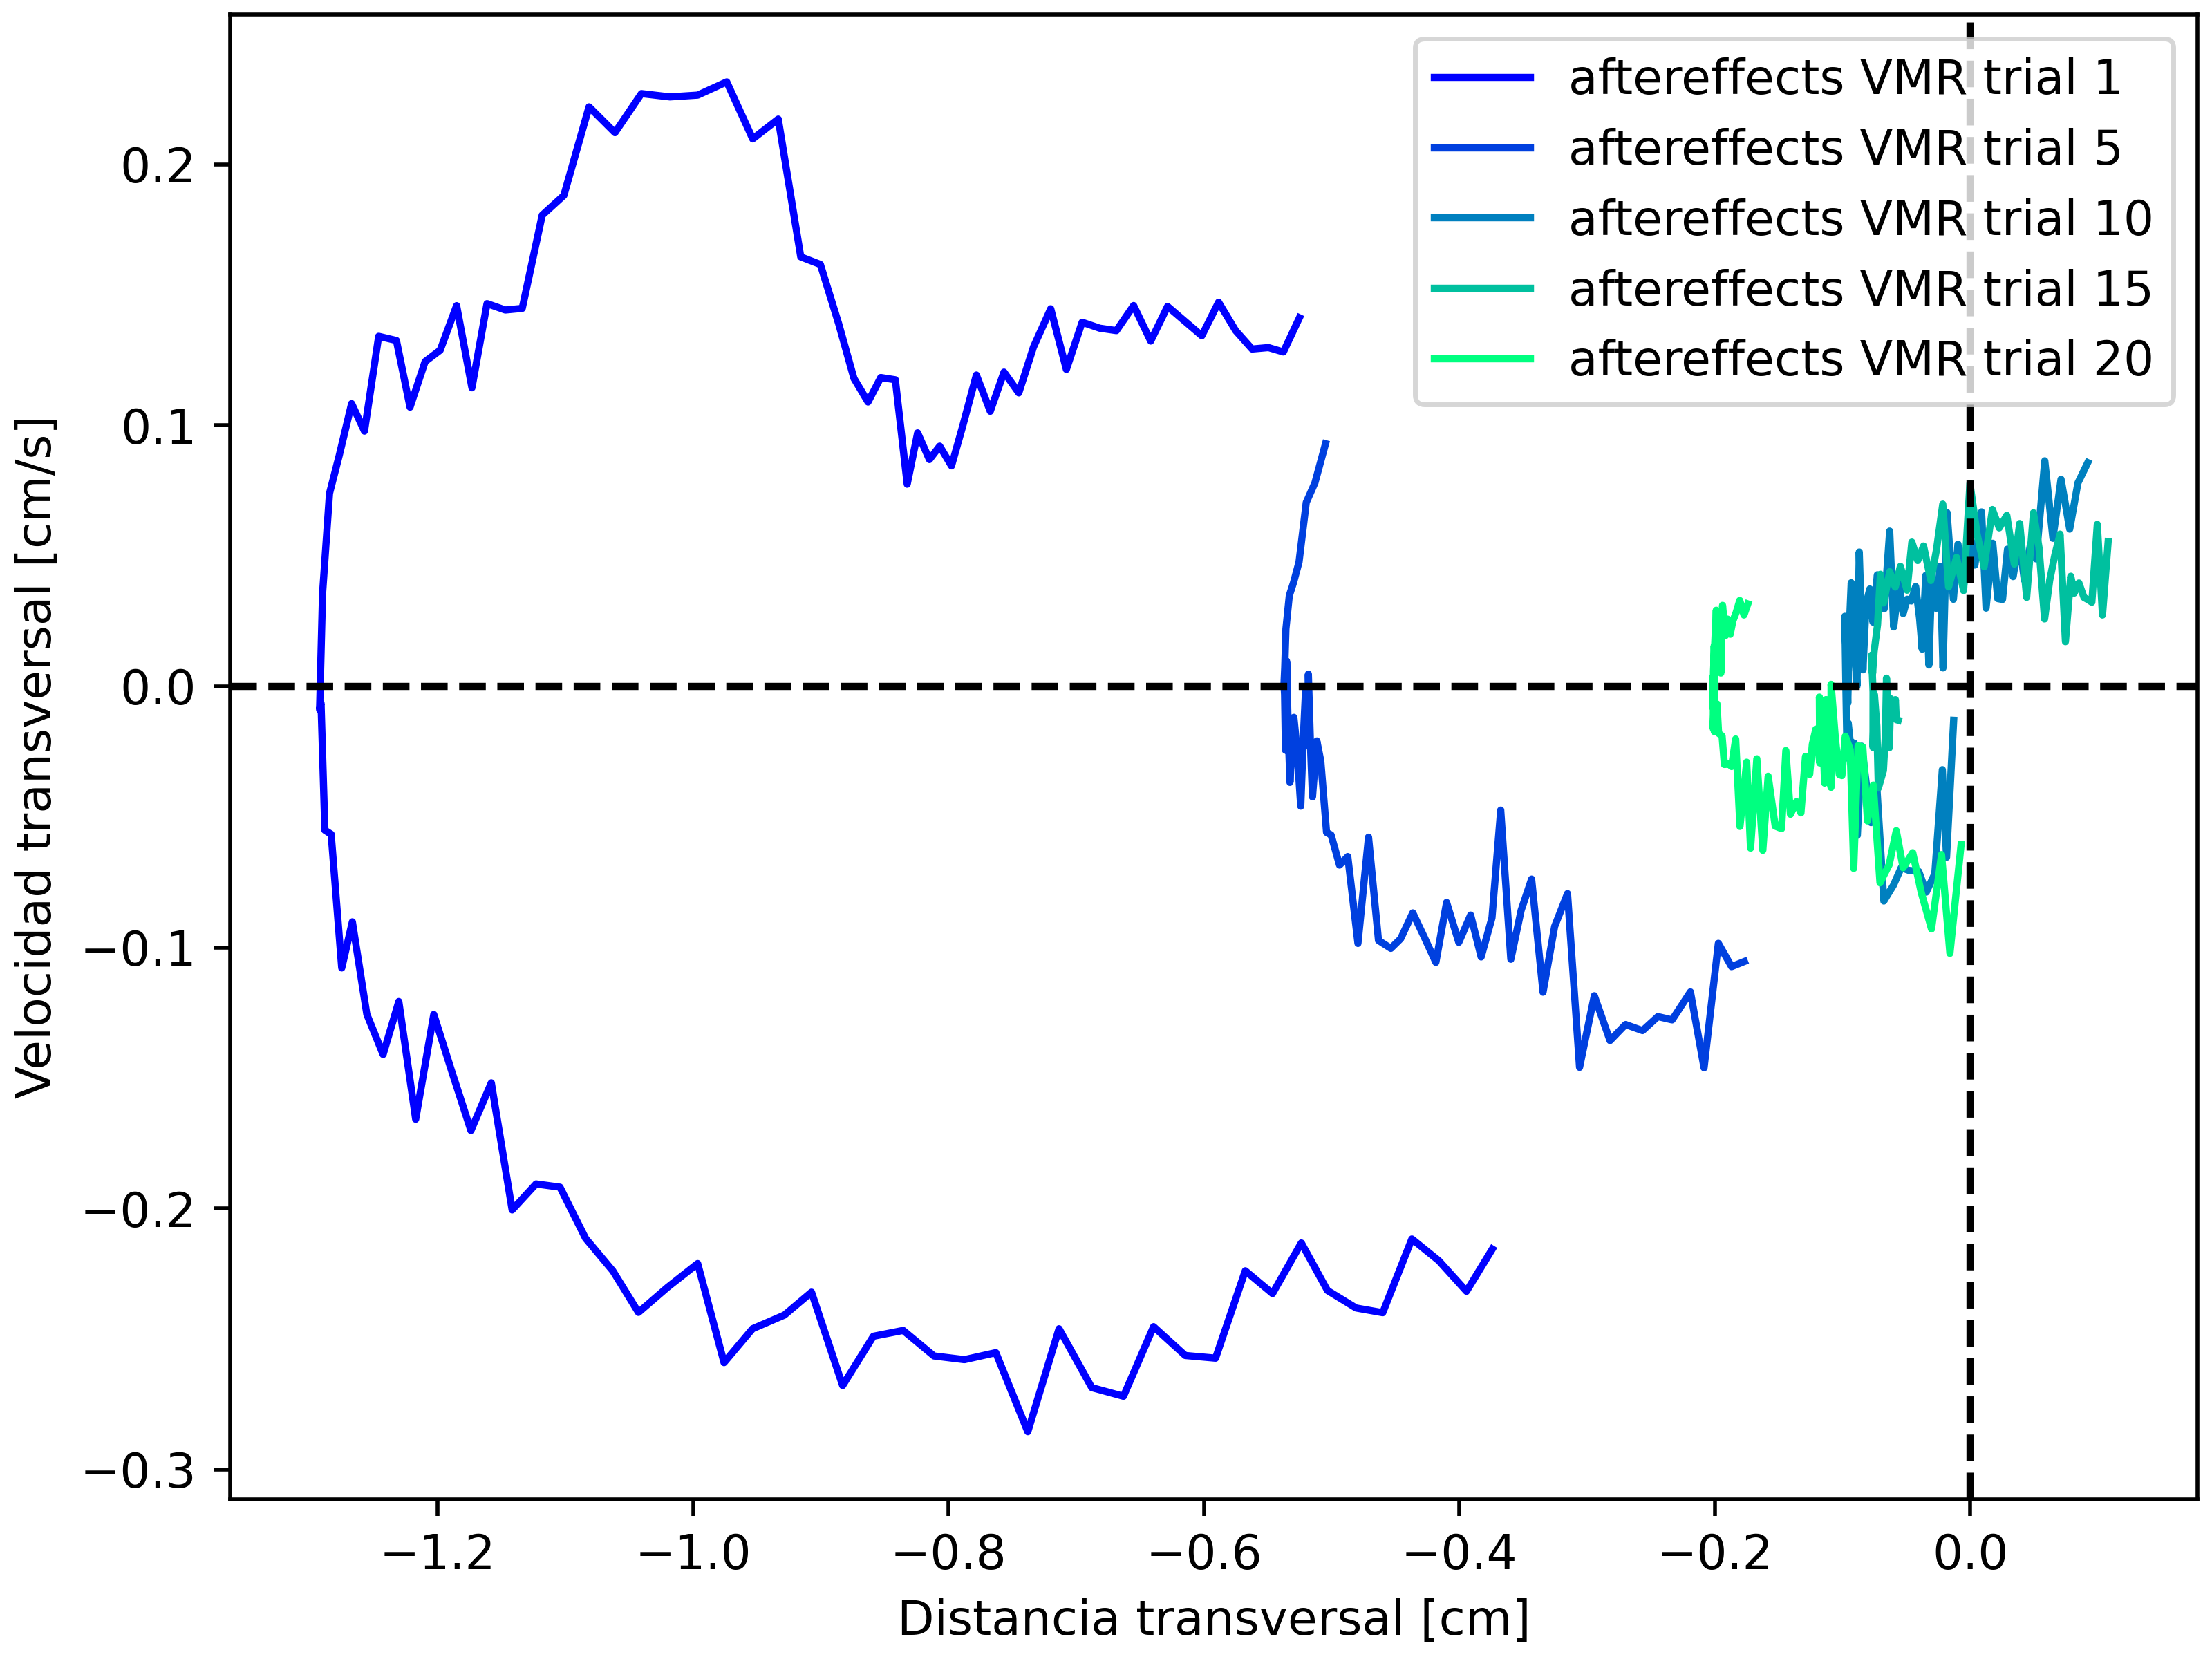 aftereffects VMR trial 1
aftereffects VMR trial 5
aftereffects VMR trial 10
aftereffects VMR trial 15
aftereffects VMR trial 20
Velocidad transversal [cm/s]
0.2
0.1
0.0
−0.1
−0.2
−0.3
−1.2 −1.0 −0.8 −0.6 −0.4 −0.2 0.0
Distancia transversal [cm]